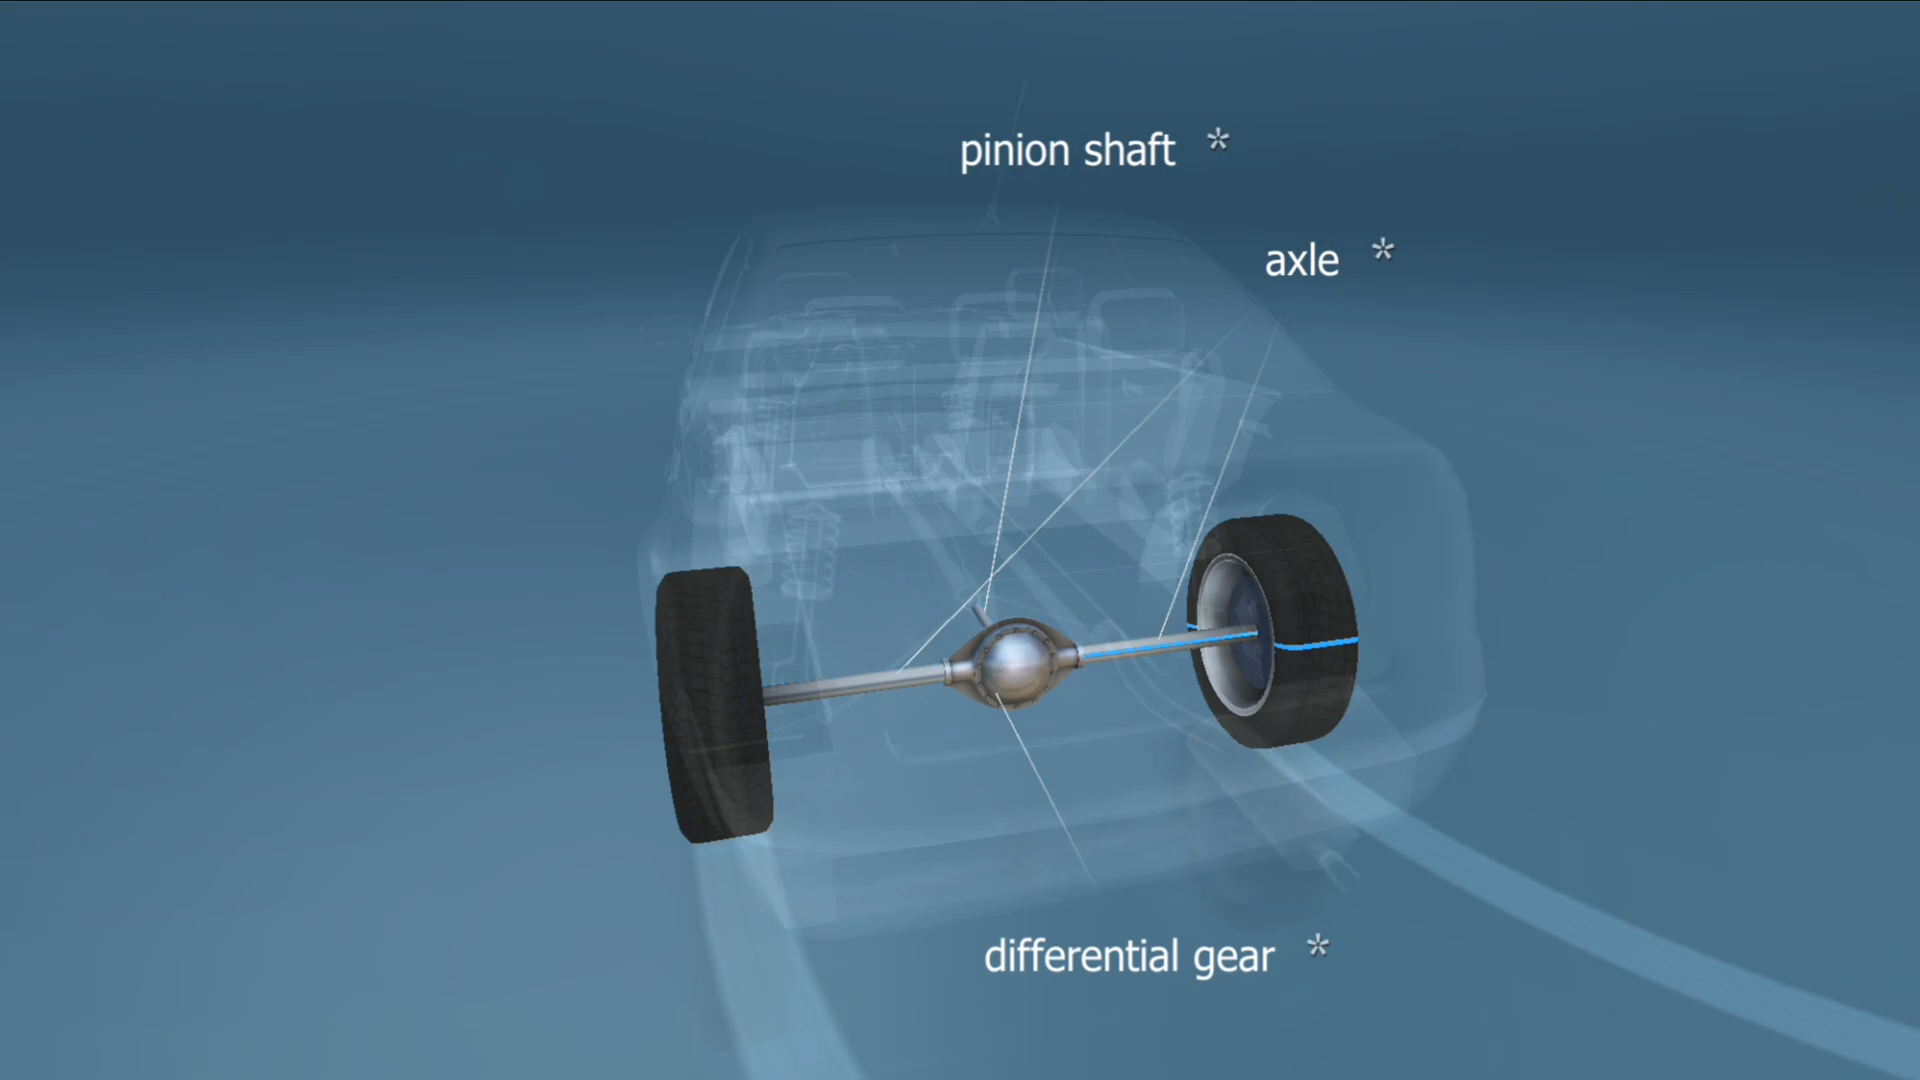 pinion shaft *
axle *
differential gear *